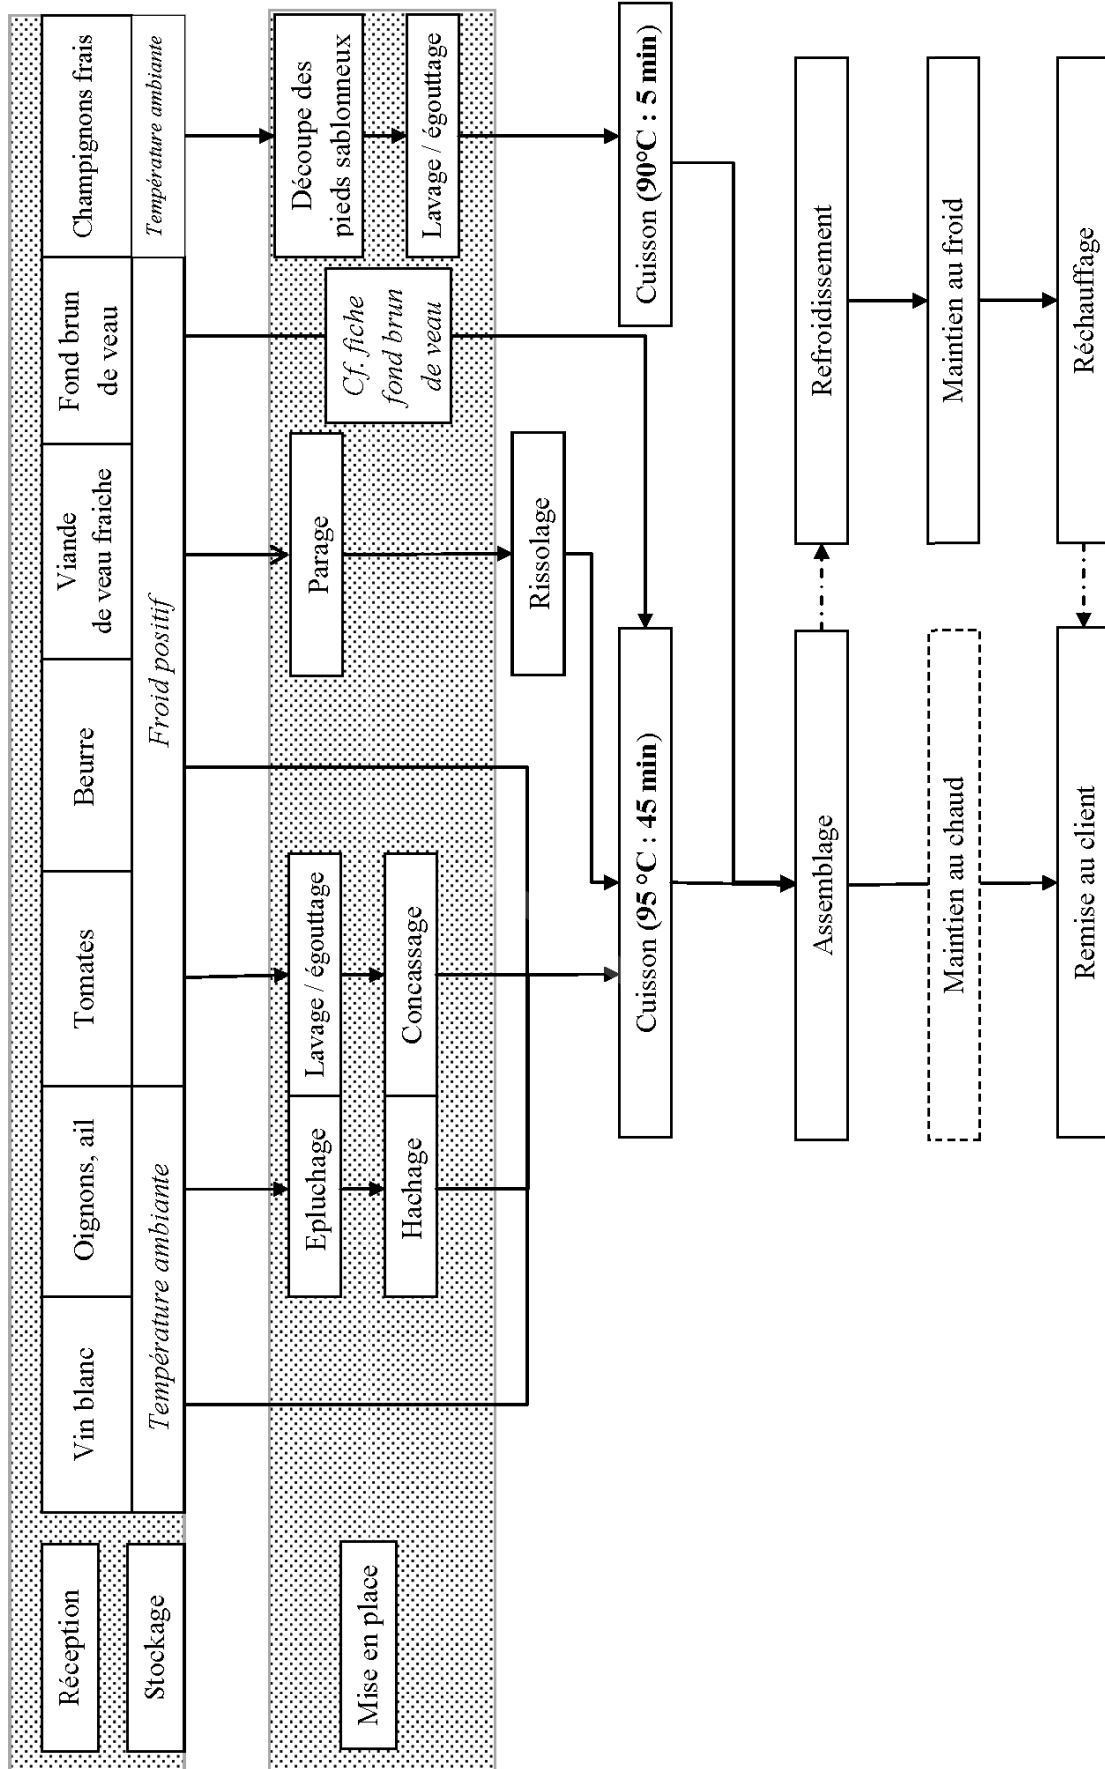 Réception
Vin blanc
Oignons, ail
Tomates
Beurre
Viande
de veau fraiche
Fond brun
de veau
Champignons frais
Stockage
Température ambiante
Froid positif
Température ambiante
Mise en place
Epluchage
Lavage / égouttage
Parage
Cf. fiche
fond brun
de veau
Découpe des
pieds sablonneux
Hachage
Concassage
Lavage / égouttage
Rissolage
Cuisson (95 °C : 45 min)
Cuisson (90°C : 5 min)
Assemblage
Refroidissement
Maintien au chaud
Maintien au froid
Remise au client
Réchauffage